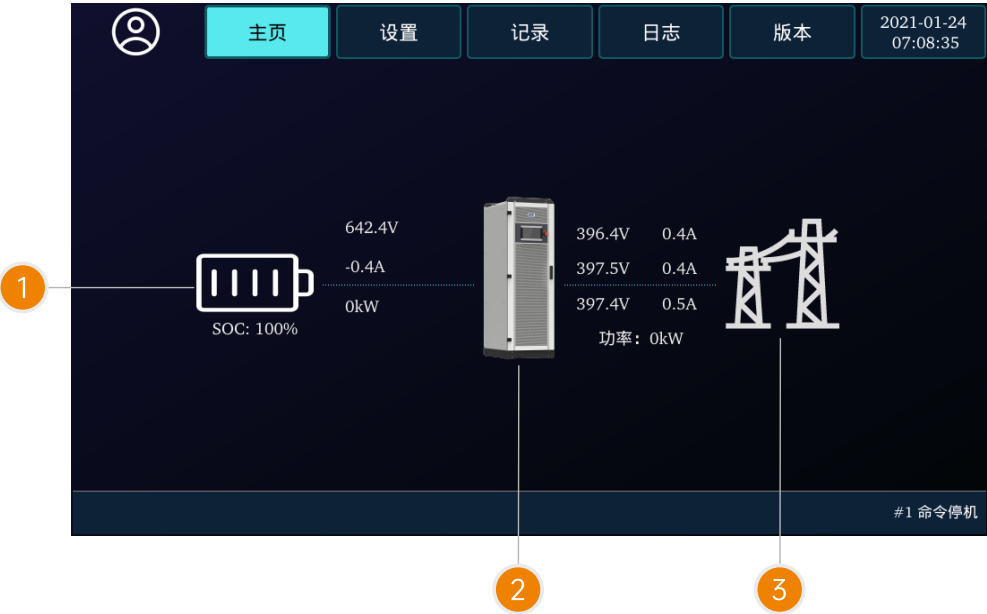 主页
设置
记录
日志
版本
2021-01-24
07:08:35
642.4V
-0.4A
0kW
SOC: 100%
396.4V 0.4A
397.5V 0.4A
397.4V 0.5A
功率：0kW
#1 命令停机
1
2
3